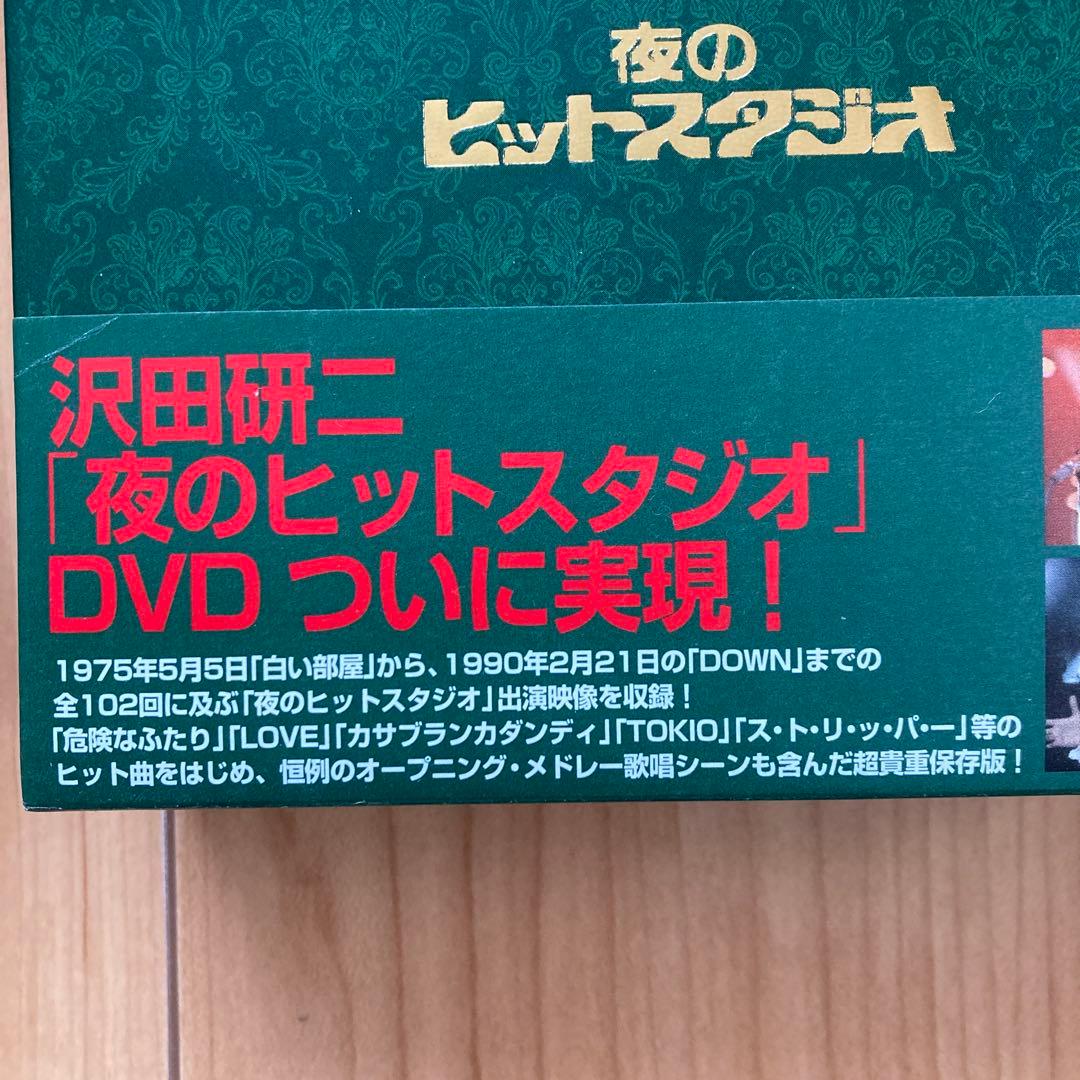 夜の
ヒットスタジオ
沢田研二
「夜のヒットスタジオ」
DVD ついに実現！
1975年5月5日「白い部屋」から、1990年2月21日の「DOWN」までの
全102回に及ぶ「夜のヒットスタジオ」出演映像を収録！
「危険なふたり」「LOVE」「カサブランカダンディ」「TOKIO」「ス・ト・リ・ッ・パ・ー」等の
ヒット曲をはじめ、恒例のオープニング・メドレー歌唱シーンも含んだ超貴重保存版！